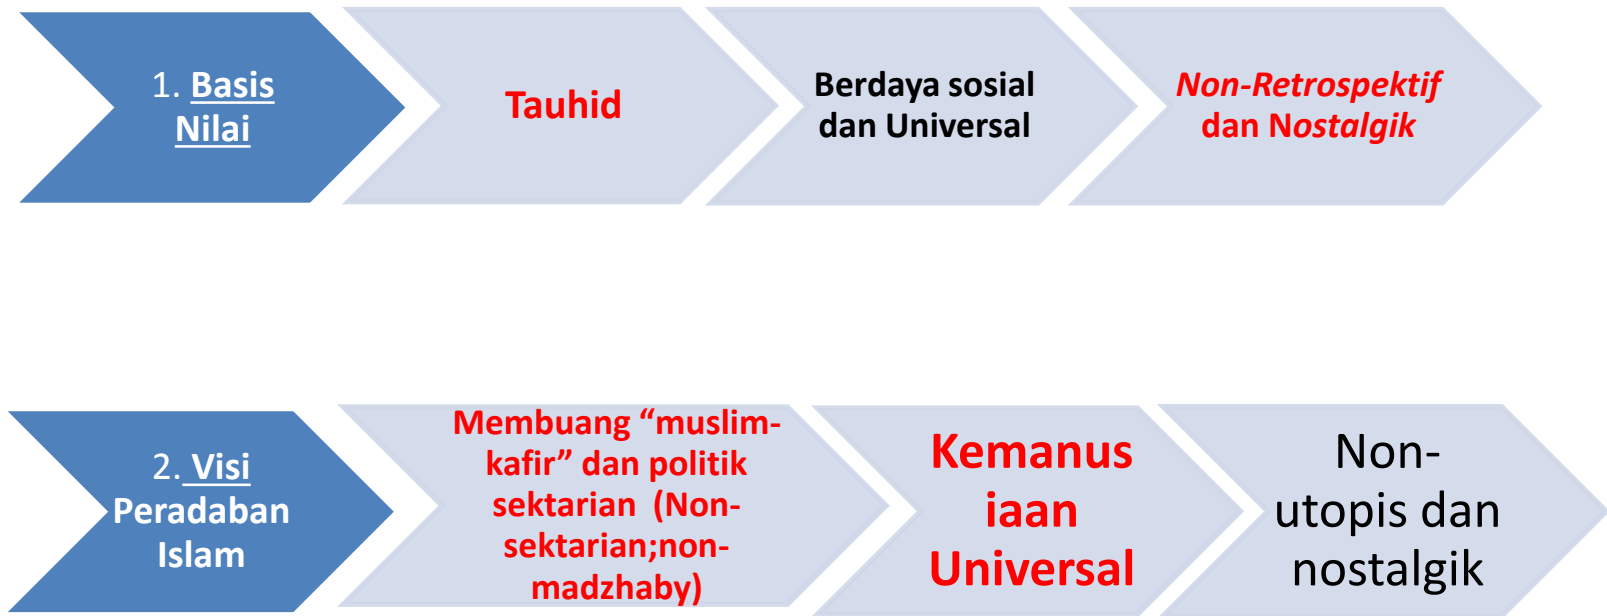 1. Basis
Nilai
Tauhid
Berdaya sosial
dan Universal
Non-Retrospektif
dan Nostalgik
2. Visi
Peradaban
Islam
Membuang “muslim-
kafir” dan politik
sektarian (Non-
sektarian;non-
madzhaby)
Kemanus
iaan
Universal
Non-
utopis dan
nostalgik